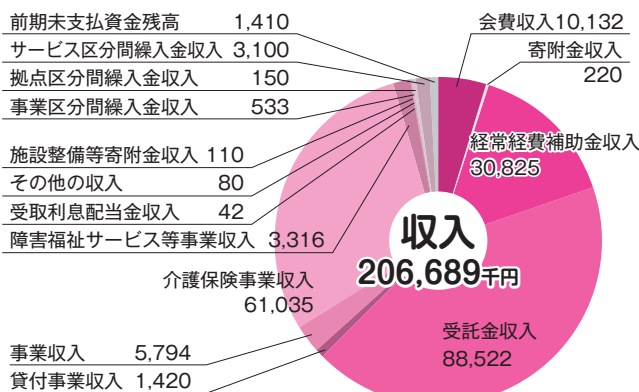 前期未支払資金残高 1,410
サービス区分間繰入金収入 3,100
拠点区分間繰入金収入 150
事業区分間繰入金収入 533
施設整備等寄附金収入 110
その他の収入 80
受取利息配当金収入 42
障害福祉サービス等事業収入 3,316
介護保険事業収入
61,035
事業収入 5,794
貸付事業収入 1,420
会費収入10,132
寄附金収入
220
経常経費補助金収入
30,825
収入
206,689千円
受託金収入
88,522